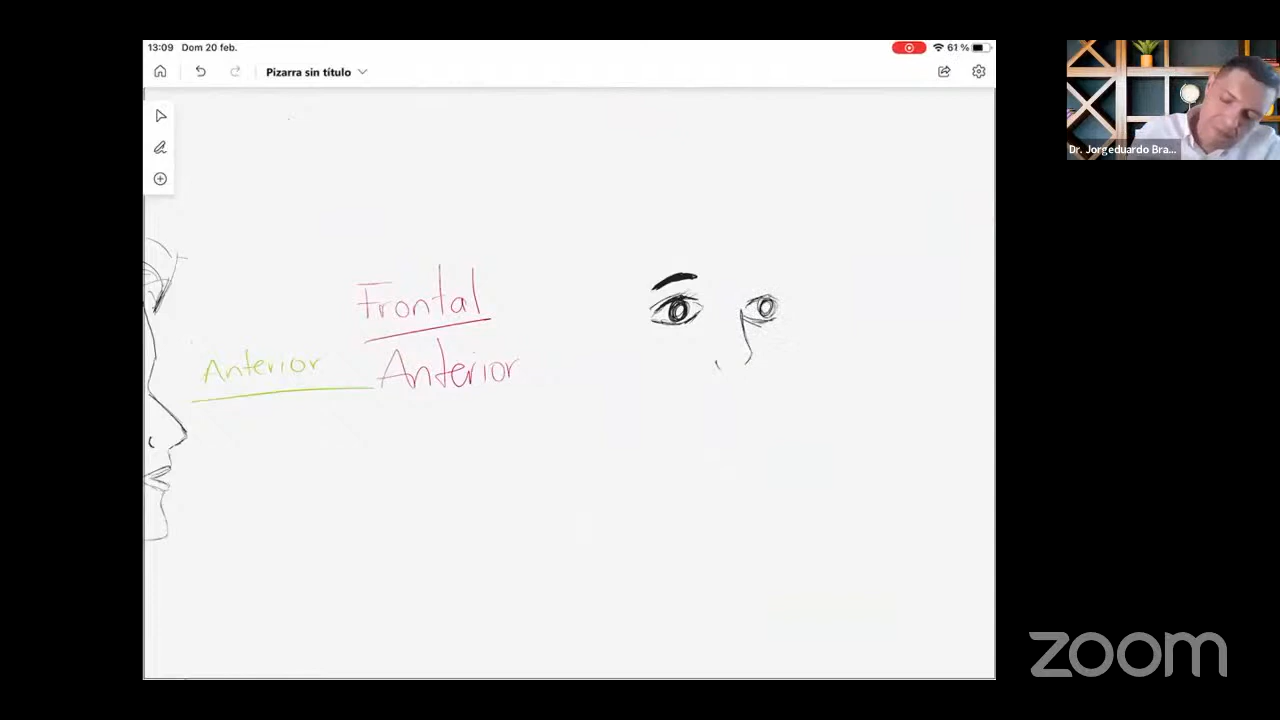 13:09 Dom 20 feb. 61 %
Pizarra sin título
Dr. Jorgeduardo Bra...
Frontal
Anterior Anterior
zoom